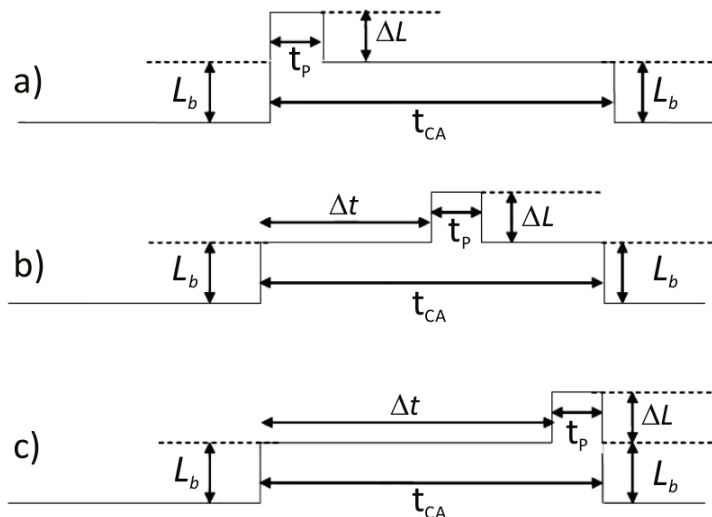 ΔL
t_P
a) L_b L_b
t_CA
Δt
t_P ΔL
b) L_b L_b
t_CA
Δt
t_P ΔL
c) L_b L_b
t_CA